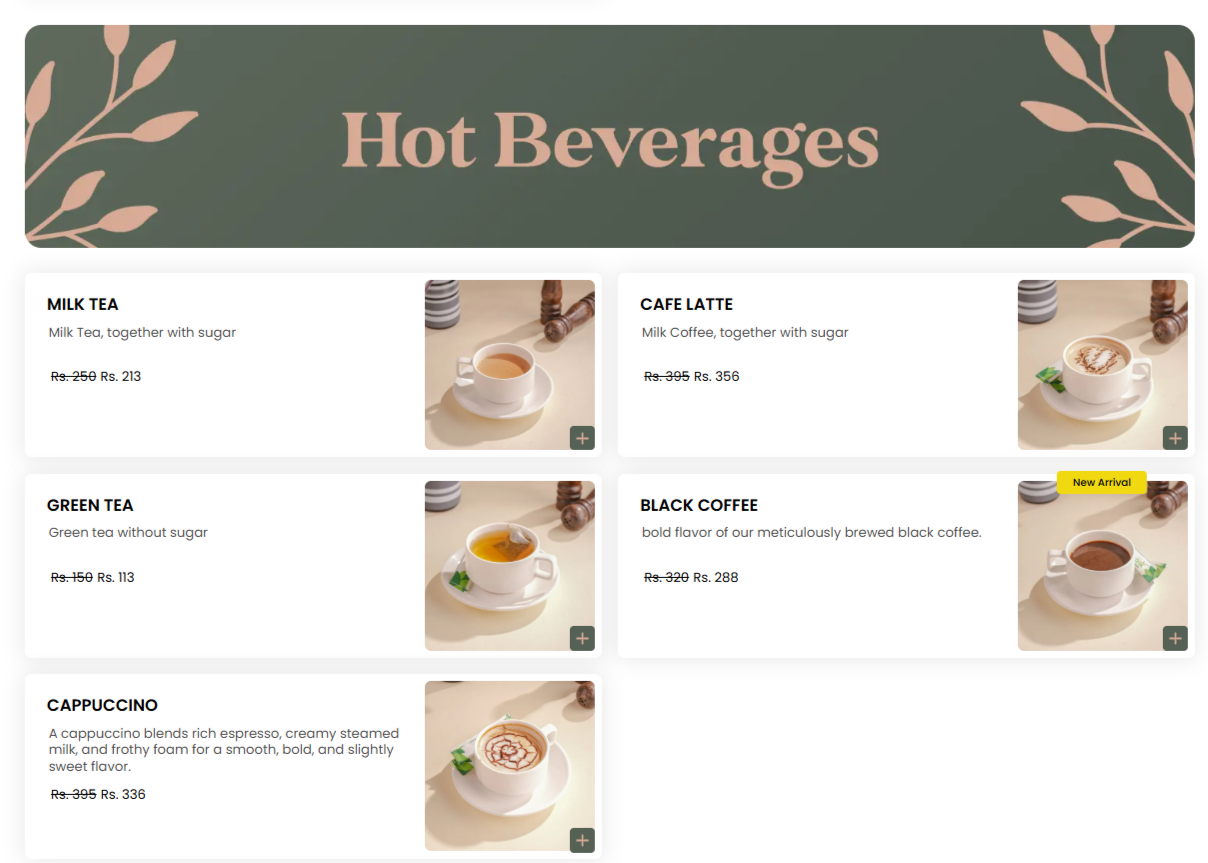 Hot Beverages
MILK TEA
Milk Tea, together with sugar
Rs. 250 Rs. 213
CAFE LATTE
Milk Coffee, together with sugar
Rs. 395 Rs. 356
GREEN TEA
Green tea without sugar
Rs. 150 Rs. 113
New Arrival
BLACK COFFEE
bold flavor of our meticulously brewed black coffee.
Rs. 320 Rs. 288
CAPPUCCINO
A cappuccino blends rich espresso, creamy steamed
milk, and frothy foam for a smooth, bold, and slightly
sweet flavor.
Rs. 395 Rs. 336